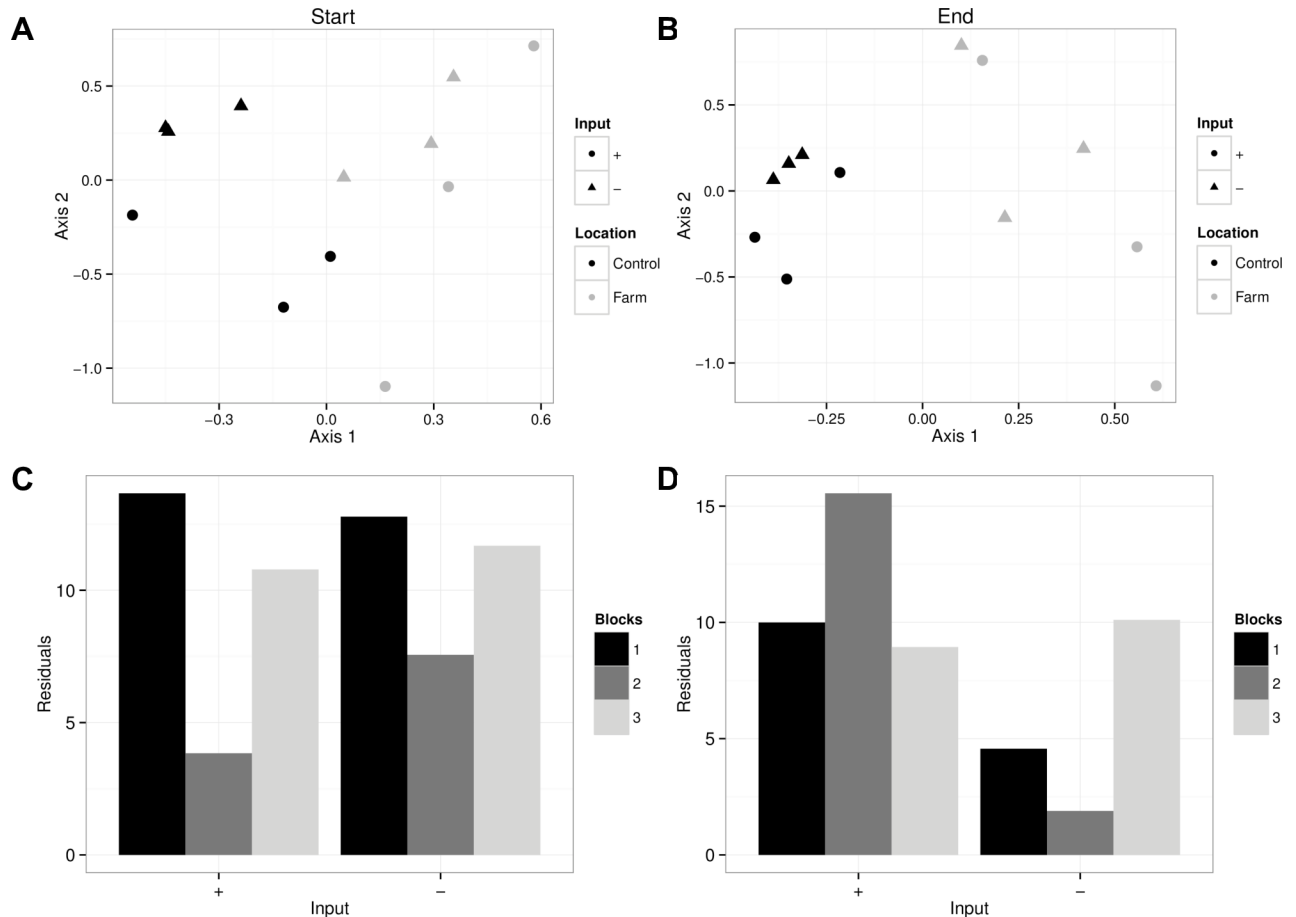 A
Start
0.5
0.0
−0.5
−1.0
Axis 2
−0.3
0.0
0.3
0.6
Axis 1
Input
+
−
Location
Control
Farm
B
End
0.5
0.0
−0.5
−1.0
Axis 2
−0.25
0.00
0.25
0.50
Axis 1
Input
+
−
Location
Control
Farm
C
10
5
0
Residuals
+
−
Input
Blocks
1
2
3
D
15
10
5
0
Residuals
+
−
Input
Blocks
1
2
3